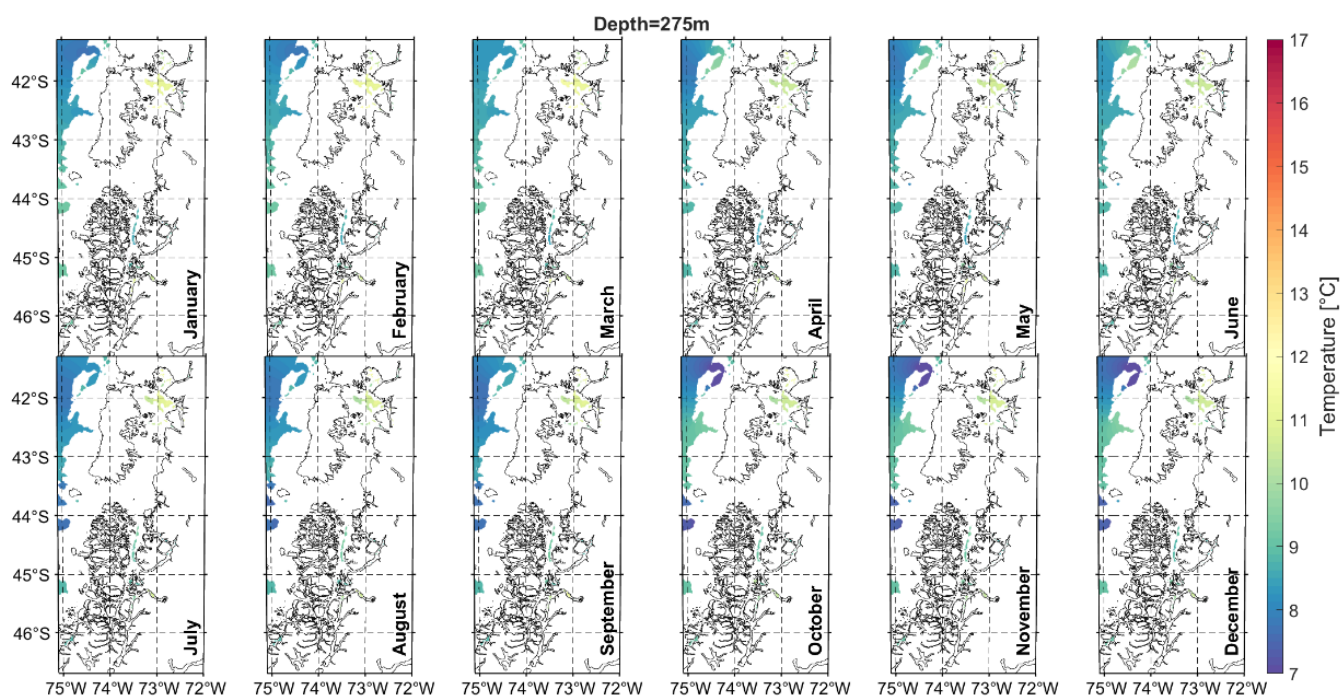 Depth=275m
42°S
43°S
44°S
45°S
46°S
January
February
March
April
May
June
42°S
43°S
44°S
45°S
46°S
July
August
September
October
November
December
75°W 74°W 73°W 72°W
75°W 74°W 73°W 72°W
75°W 74°W 73°W 72°W
75°W 74°W 73°W 72°W
75°W 74°W 73°W 72°W
75°W 74°W 73°W 72°W
17
16
15
14
13
12
11
10
9
8
7
Temperature [°C]